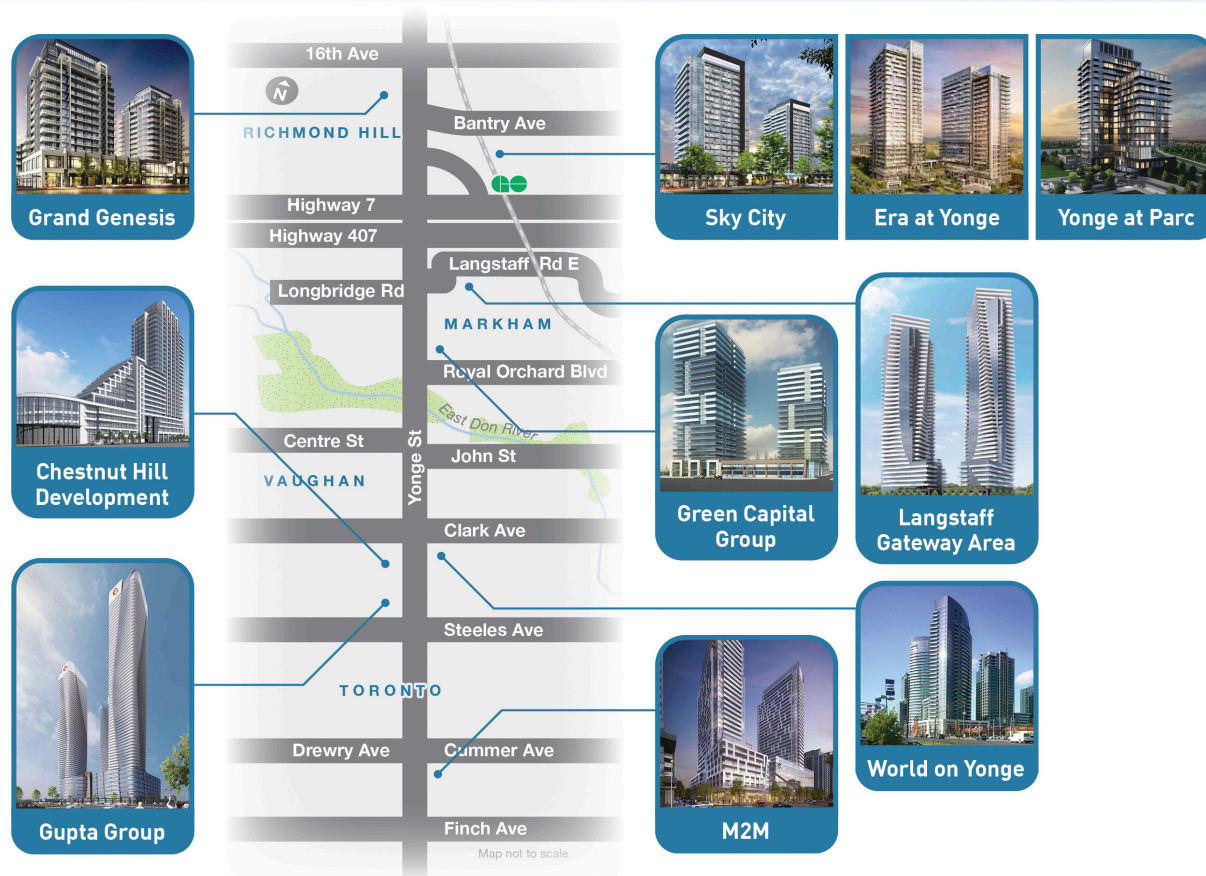 16th Ave
N
RICHMOND HILL
Bantry Ave
Grand Genesis
Sky City
Era at Yonge
Yonge at Parc
Highway 7
Highway 407
Langstaff Rd E
Longbridge Rd
MARKHAM
Royal Orchard Blvd
East Don River
Centre St
Yonge St
John St
VAUGHAN
Chestnut Hill
Development
Green Capital
Group
Langstaff
Gateway Area
Clark Ave
Steeles Ave
TORONTO
Drewry Ave
Cummer Ave
World on Yonge
Finch Ave
Gupta Group
M2M
Map not to scale